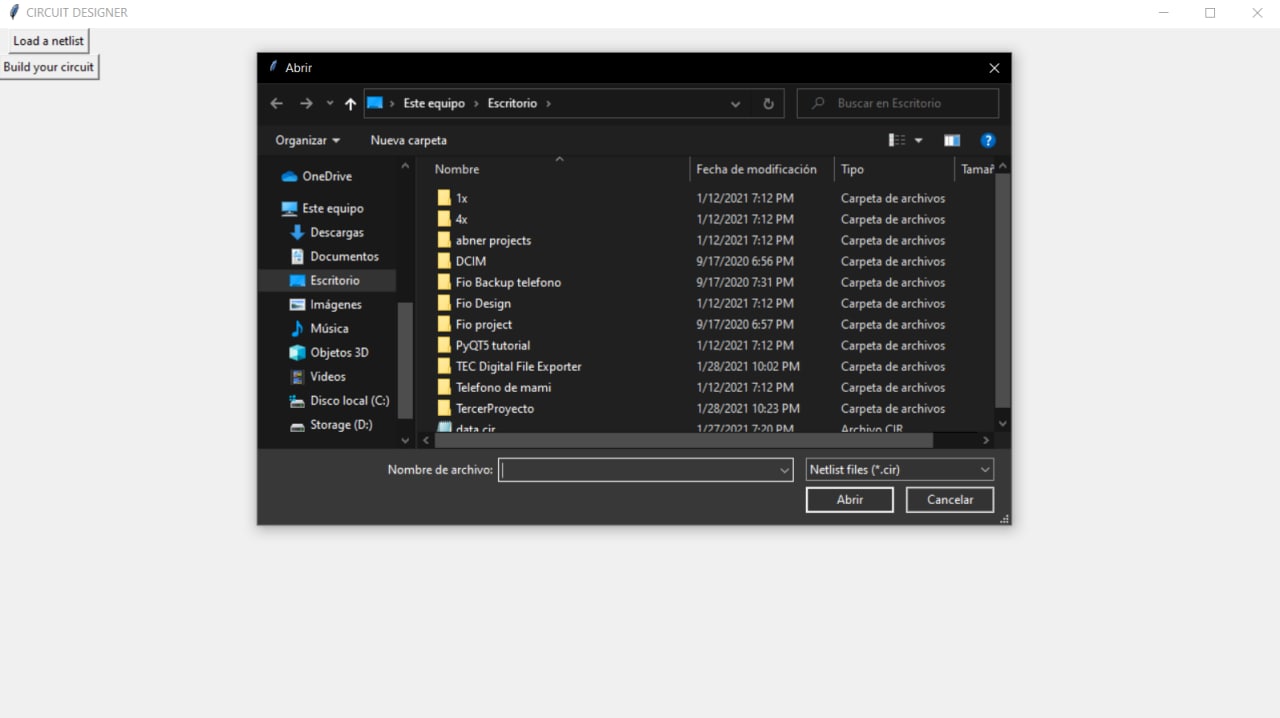 CIRCUIT DESIGNER
Load a netlist
Build your circuit
Abrir
Este equipo Escritorio
Buscar en Escritorio
Organizar Nueva carpeta
OneDrive
Este equipo
Descargas
Documentos
Escritorio
Imágenes
Música
Objetos 3D
Videos
Disco local (C:)
Storage (D:)
Nombre Fecha de modificación Tipo Tamañ
1x 1/12/2021 7:12 PM Carpeta de archivos
4x 1/12/2021 7:12 PM Carpeta de archivos
abner projects 1/12/2021 7:12 PM Carpeta de archivos
DCIM 9/17/2020 6:56 PM Carpeta de archivos
Fio Backup telefono 9/17/2020 7:31 PM Carpeta de archivos
Fio Design 1/12/2021 7:12 PM Carpeta de archivos
Fio project 9/17/2020 6:57 PM Carpeta de archivos
PyQT5 tutorial 1/12/2021 7:12 PM Carpeta de archivos
TEC Digital File Exporter 1/28/2021 10:02 PM Carpeta de archivos
Telefono de mami 1/12/2021 7:12 PM Carpeta de archivos
TercerProyecto 1/28/2021 10:23 PM Carpeta de archivos
data.cir 1/27/2021 7:20 PM Archivo CIR
Nombre de archivo: Netlist files (*.cir)
Abrir Cancelar